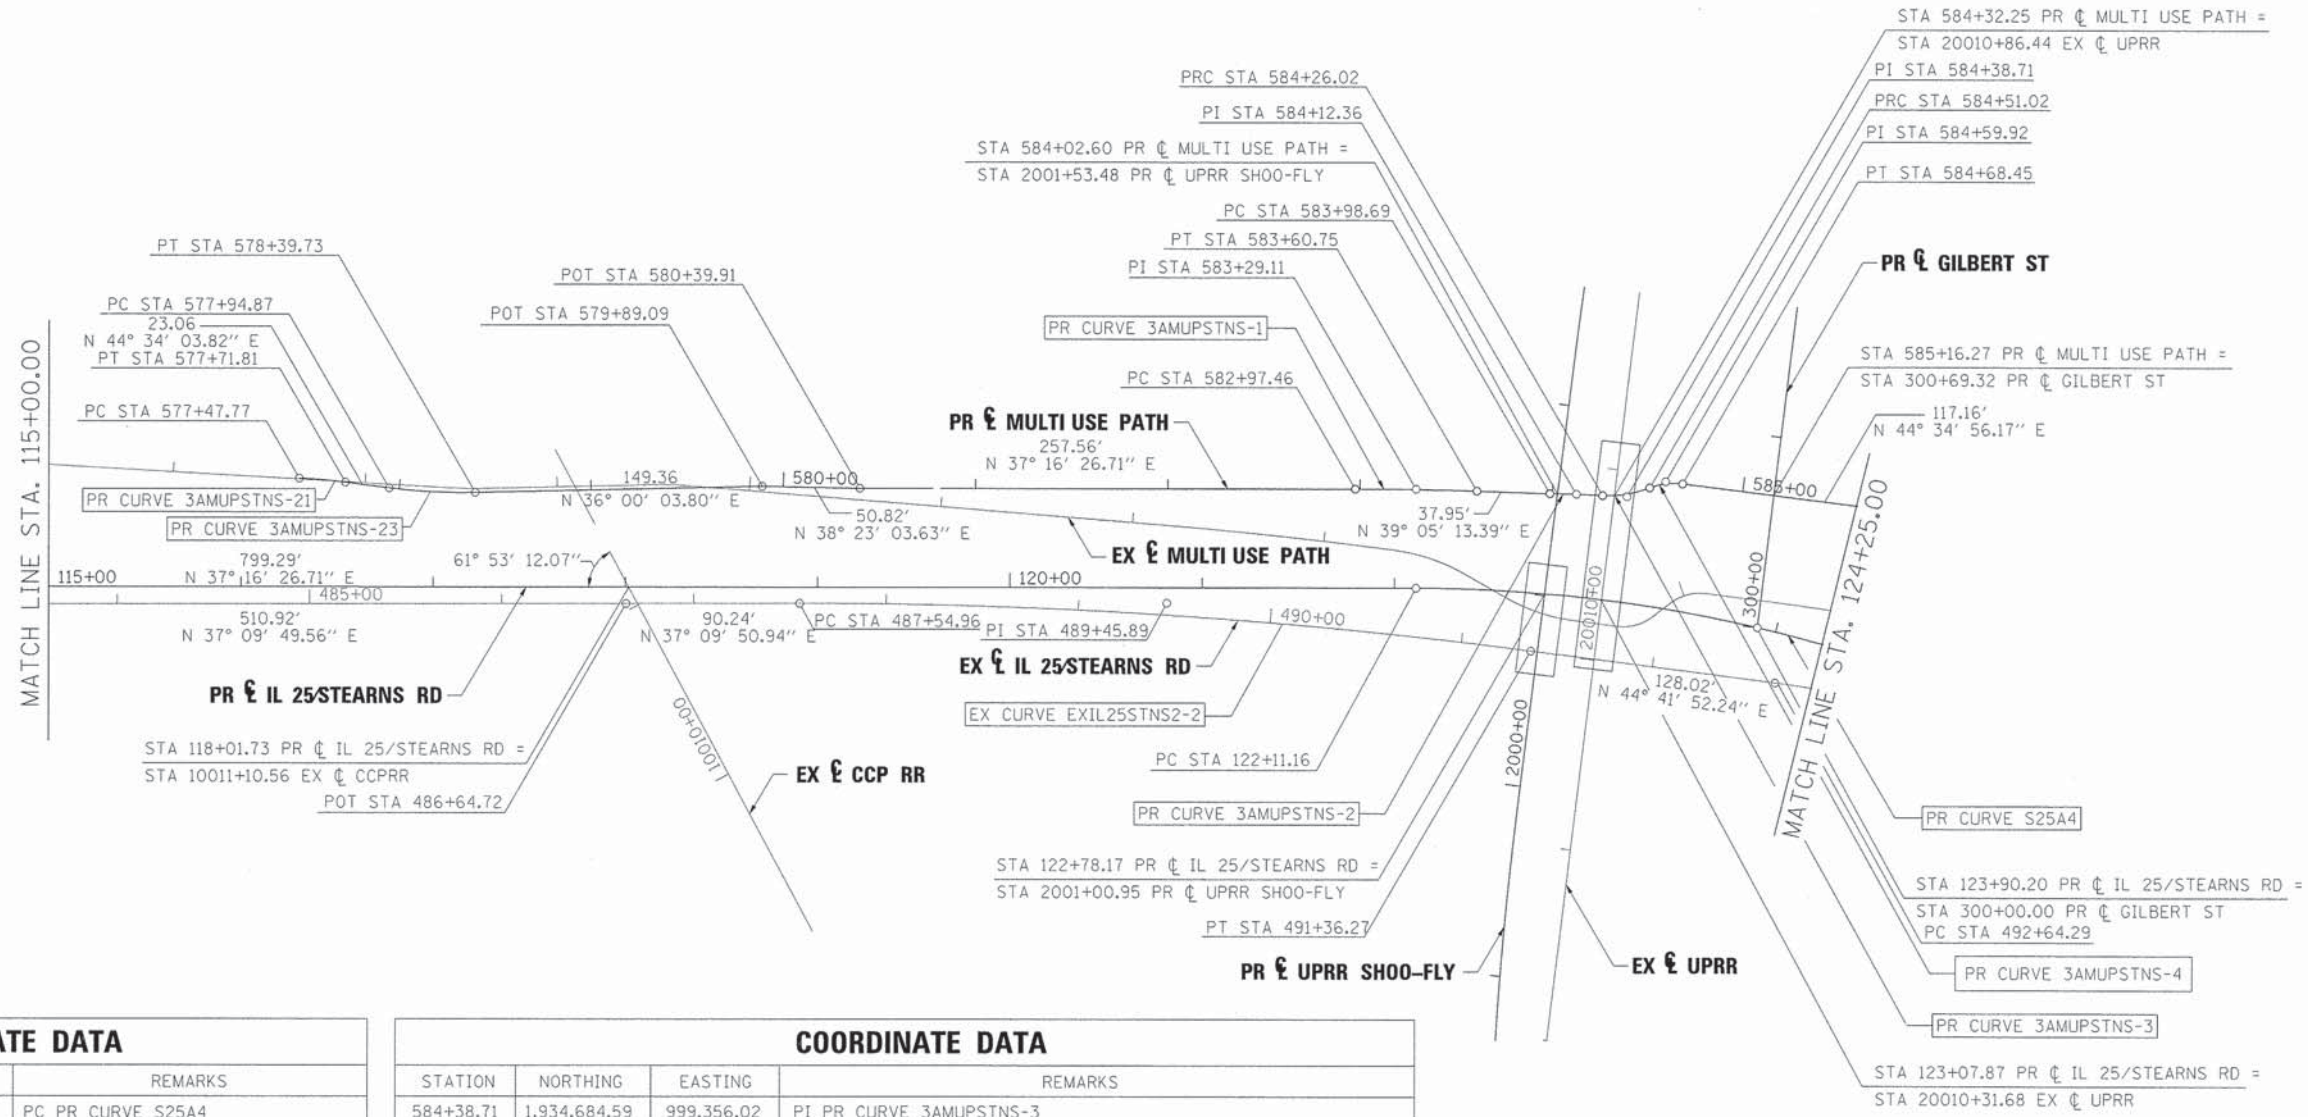 STA 584+32.25 PR ℄ MULTI USE PATH =
STA 20010+86.44 EX ℄ UPRR
PI STA 584+38.71
PRC STA 584+51.02
PI STA 584+59.92
PT STA 584+68.45
PRC STA 584+26.02
PI STA 584+12.36
STA 584+02.60 PR ℄ MULTI USE PATH =
STA 2001+53.48 PR ℄ UPRR SHOO-FLY
PC STA 583+98.69
PT STA 583+60.75
PI STA 583+29.11
PR CURVE 3AMUPSTNS-1
PC STA 582+97.46
PR ℄ GILBERT ST
STA 585+16.27 PR ℄ MULTI USE PATH =
STA 300+69.32 PR ℄ GILBERT ST
117.16'
N 44° 34' 56.17" E
PT STA 578+39.73
POT STA 580+39.91
POT STA 579+89.09
PC STA 577+94.87
23.06
N 44° 34' 03.82" E
PT STA 577+71.81
PC STA 577+47.77
MATCH LINE STA. 115+00.00
PR CURVE 3AMUPSTNS-21
PR CURVE 3AMUPSTNS-23
149.36
N 36° 00' 03.80" E
580+00
50.82'
N 38° 23' 03.63" E
PR ℄ MULTI USE PATH
257.56'
N 37° 16' 26.71" E
EX ℄ MULTI USE PATH
37.95'
N 39° 05' 13.39" E
585+00
799.29'
N 37° 16' 26.71" E
61° 53' 12.07"
115+00
485+00
510.92'
N 37° 09' 49.56" E
90.24'
N 37° 09' 50.94" E
PC STA 487+54.96
120+00
PI STA 489+45.89
490+00
EX ℄ IL 25/STEARNS RD
EX CURVE EXIL25STNS2-2
PR ℄ IL 25/STEARNS RD
STA 118+01.73 PR ℄ IL 25/STEARNS RD =
STA 10011+10.56 EX ℄ CCPRR
POT STA 486+64.72
10010+00
EX ℄ CCP RR
PC STA 122+11.16
PR CURVE 3AMUPSTNS-2
STA 122+78.17 PR ℄ IL 25/STEARNS RD =
STA 2001+00.95 PR ℄ UPRR SHOO-FLY
PT STA 491+36.27
PR ℄ UPRR SHOO-FLY
2000+00
20010+00
EX ℄ UPRR
128.02'
N 44° 41' 52.24" E
300+00
MATCH LINE STA. 124+25.00
PR CURVE S25A4
STA 123+90.20 PR ℄ IL 25/STEARNS RD =
STA 300+00.00 PR ℄ GILBERT ST
PC STA 492+64.29
PR CURVE 3AMUPSTNS-4
PR CURVE 3AMUPSTNS-3
STA 123+07.87 PR ℄ IL 25/STEARNS RD =
STA 20010+31.68 EX ℄ UPRR
ATE DATA
REMARKS
PC PR CURVE S25A4
COORDINATE DATA
STATION NORTHING EASTING REMARKS
584+38.71 1,934,684.59 999,356.02 PI PR CURVE 3AMUPSTNS-3